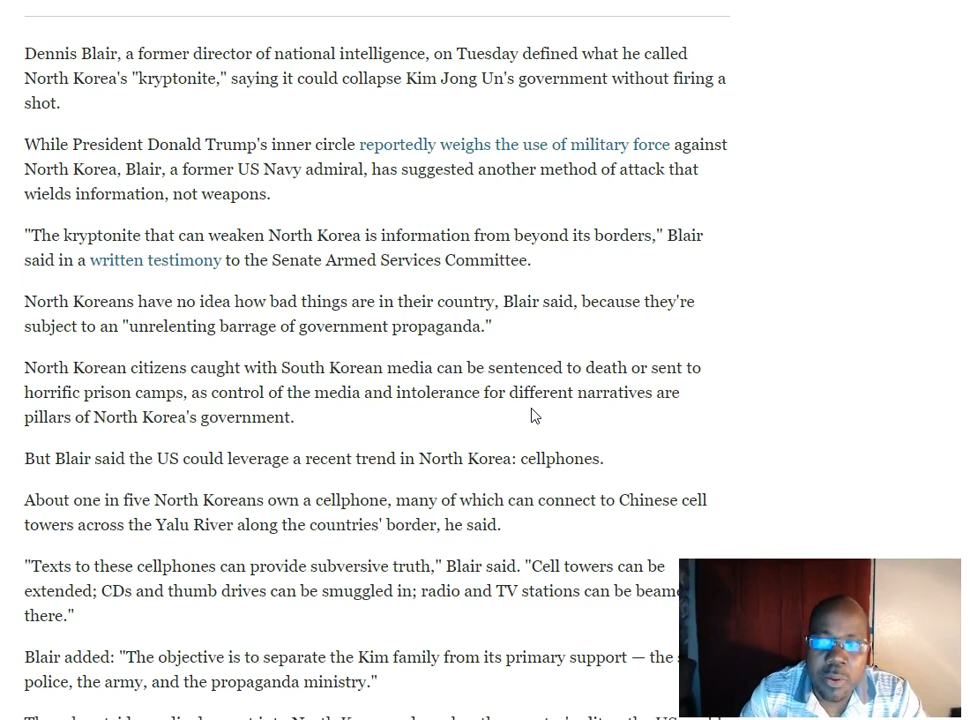 Dennis Blair, a former director of national intelligence, on Tuesday defined what he called
North Korea's "kryptonite," saying it could collapse Kim Jong Un's government without firing a
shot.
While President Donald Trump's inner circle reportedly weighs the use of military force against
North Korea, Blair, a former US Navy admiral, has suggested another method of attack that
wields information, not weapons.
"The kryptonite that can weaken North Korea is information from beyond its borders," Blair
said in a written testimony to the Senate Armed Services Committee.
North Koreans have no idea how bad things are in their country, Blair said, because they're
subject to an "unrelenting barrage of government propaganda."
North Korean citizens caught with South Korean media can be sentenced to death or sent to
horrific prison camps, as control of the media and intolerance for different narratives are
pillars of North Korea's government.
But Blair said the US could leverage a recent trend in North Korea: cellphones.
About one in five North Koreans own a cellphone, many of which can connect to Chinese cell
towers across the Yalu River along the countries' border, he said.
"Texts to these cellphones can provide subversive truth," Blair said. "Cell towers can be
extended; CDs and thumb drives can be smuggled in; radio and TV stations can be
there."
Blair added: "The objective is to separate the Kim family from its primary support — the
police, the army, and the propaganda ministry."